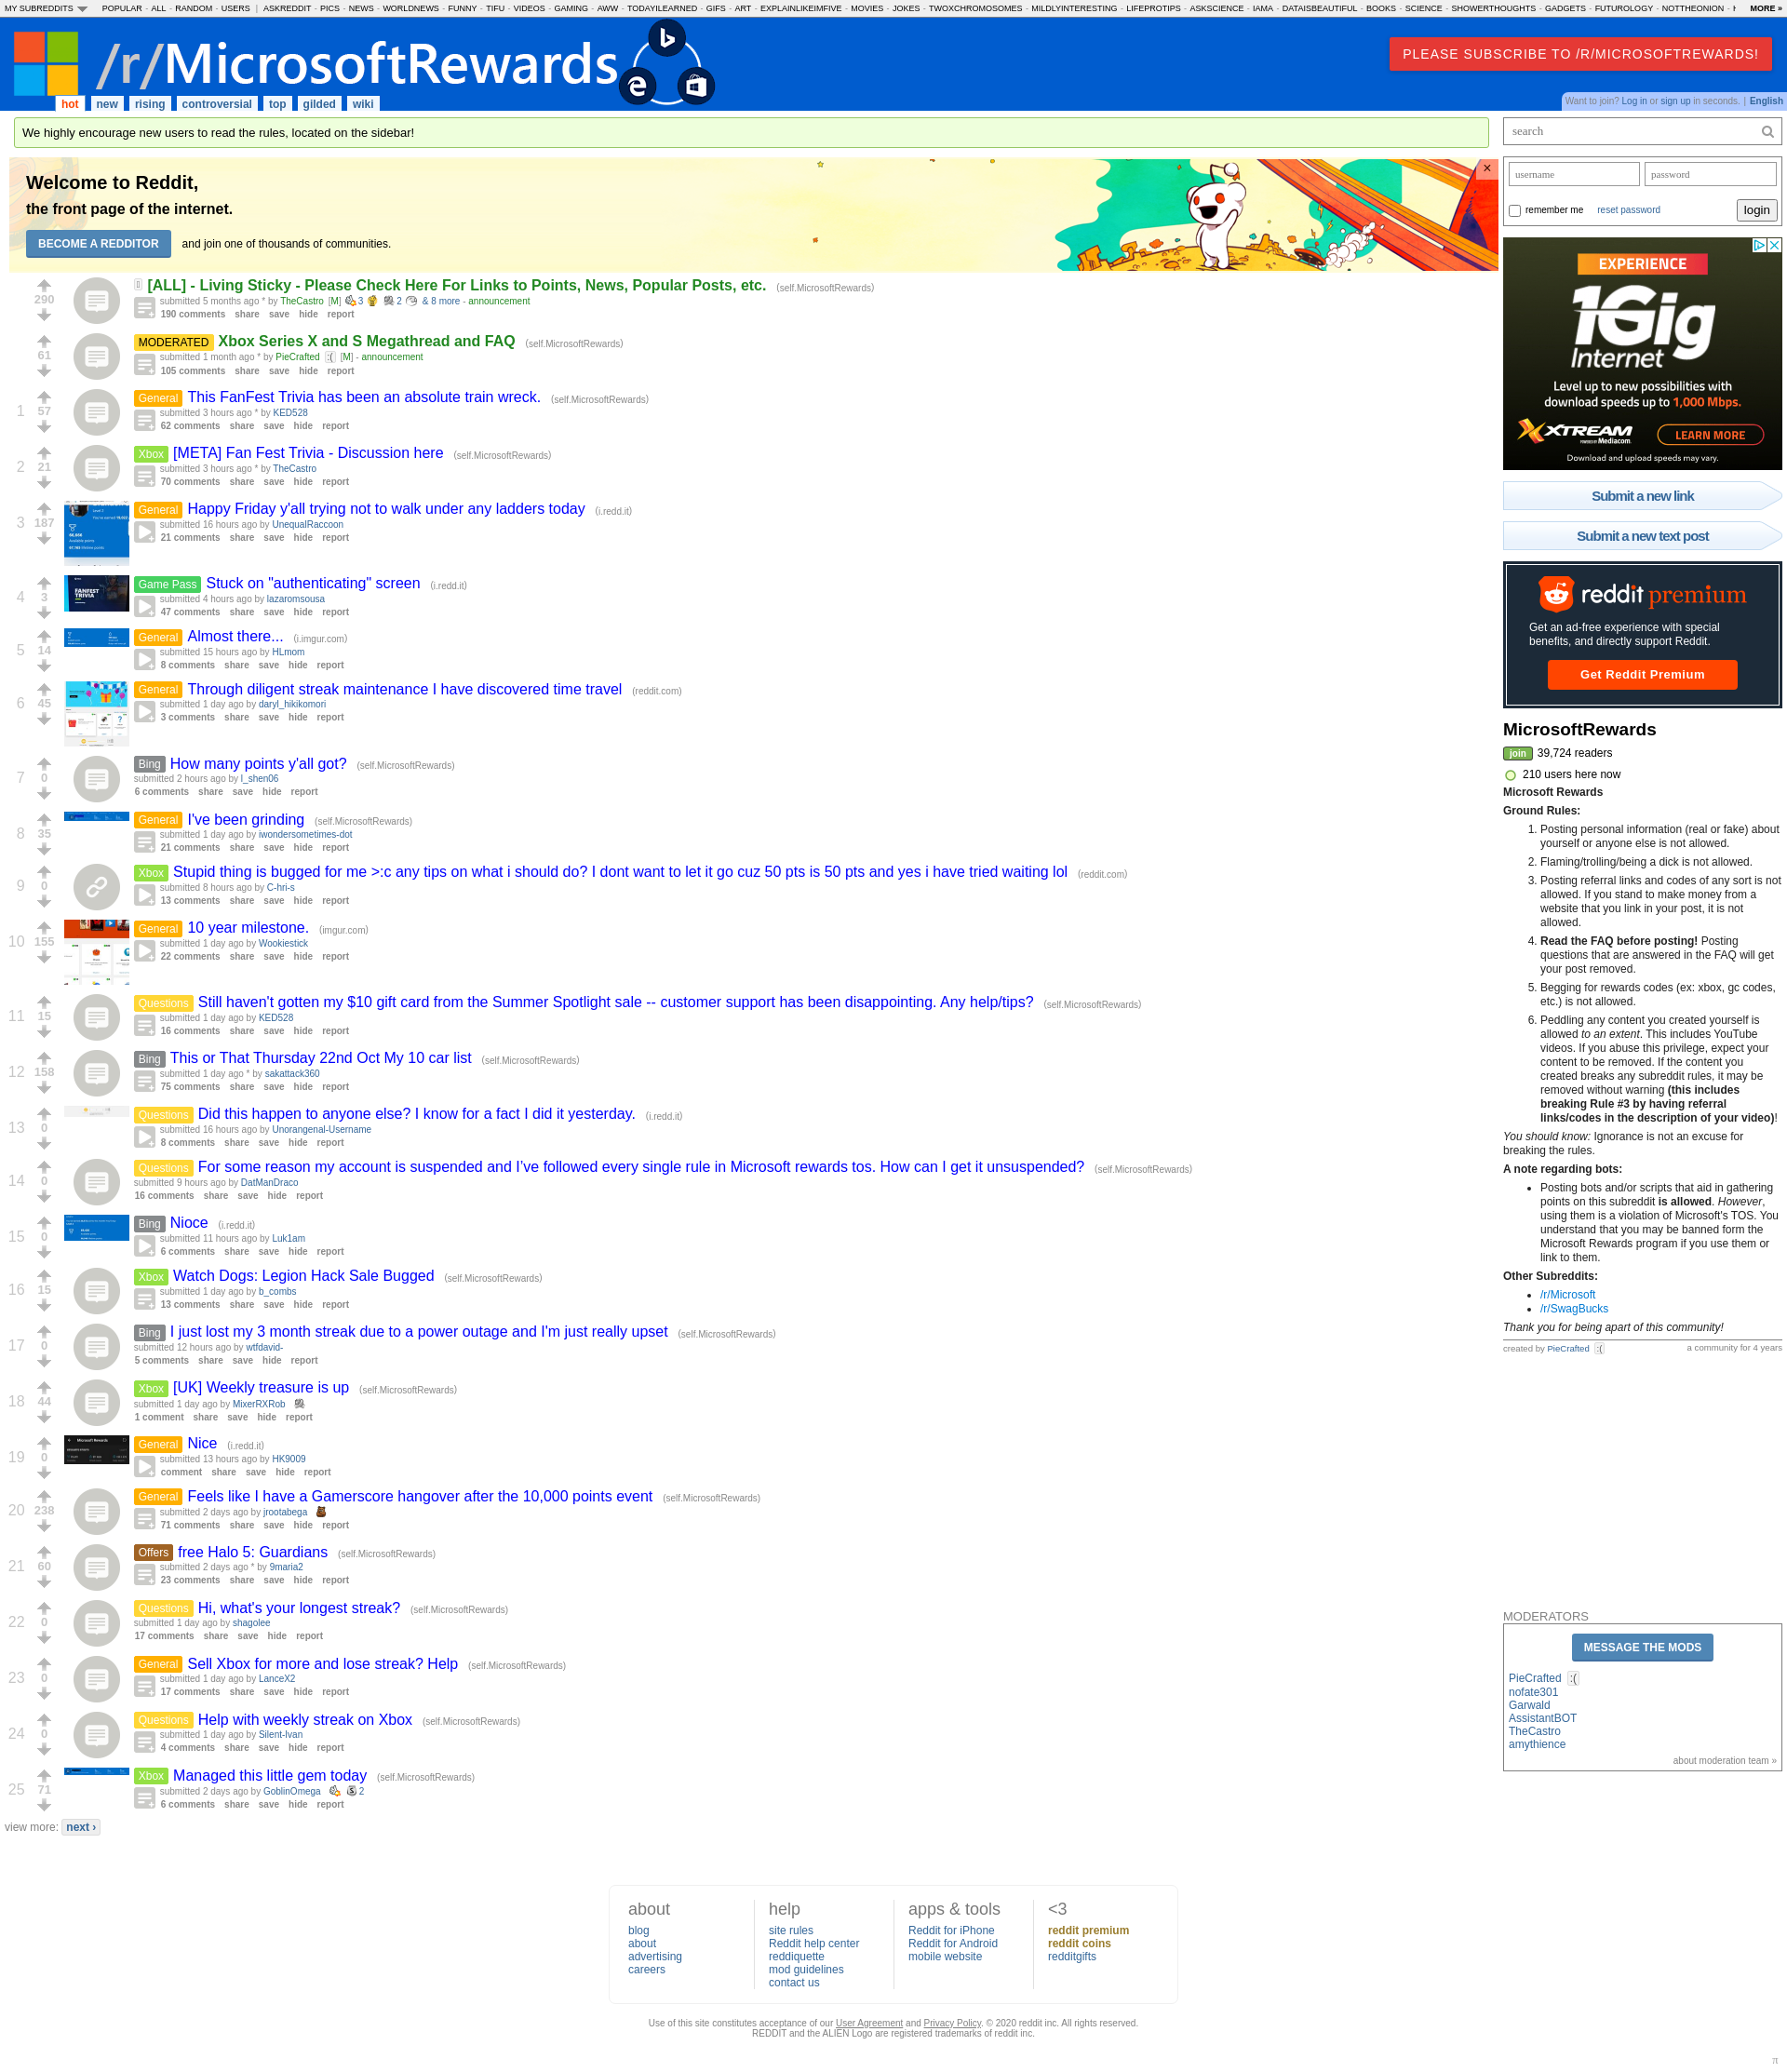 MY SUBREDDITS POPULAR - ALL - RANDOM - USERS | ASKREDDIT - PICS - NEWS - WORLDNEWS - FUNNY - TIFU - VIDEOS - GAMING - AWW - TODAYILEARNED - GIFS - ART - EXPLAINLIKEIMFIVE - MOVIES - JOKES - TWOXCHROMOSOMES - MILDLYINTERESTING - LIFEPROTIPS - ASKSCIENCE - IAMA - DATAISBEAUTIFUL - BOOKS - SCIENCE - SHOWERTHOUGHTS - GADGETS - FUTUROLOGY - NOTTHEONION - MORE »
/r/MicrosoftRewards
PLEASE SUBSCRIBE TO /R/MICROSOFTREWARDS!
hot new rising controversial top gilded wiki
Want to join? Log in or sign up in seconds. | English
We highly encourage new users to read the rules, located on the sidebar!
Welcome to Reddit,
the front page of the internet.
BECOME A REDDITOR and join one of thousands of communities.
×
290
[ALL] - Living Sticky - Please Check Here For Links to Points, News, Popular Posts, etc. (self.MicrosoftRewards)
submitted 5 months ago * by TheCastro [M] 3 2 & 8 more - announcement
190 comments share save hide report
61
MODERATED Xbox Series X and S Megathread and FAQ (self.MicrosoftRewards)
submitted 1 month ago * by PieCrafted :( [M] - announcement
105 comments share save hide report
1 57
General This FanFest Trivia has been an absolute train wreck. (self.MicrosoftRewards)
submitted 3 hours ago * by KED528
62 comments share save hide report
2 21
Xbox [META] Fan Fest Trivia - Discussion here (self.MicrosoftRewards)
submitted 3 hours ago * by TheCastro
70 comments share save hide report
3 187
General Happy Friday y'all trying not to walk under any ladders today (i.redd.it)
submitted 16 hours ago by UnequalRaccoon
21 comments share save hide report
4 3
FANFEST
TRIVIA
Game Pass Stuck on "authenticating" screen (i.redd.it)
submitted 4 hours ago by lazaromsousa
47 comments share save hide report
5 14
General Almost there... (i.imgur.com)
submitted 15 hours ago by HLmom
8 comments share save hide report
6 45
General Through diligent streak maintenance I have discovered time travel (reddit.com)
submitted 1 day ago by daryl_hikikomori
3 comments share save hide report
7 0
Bing How many points y'all got? (self.MicrosoftRewards)
submitted 2 hours ago by l_shen06
6 comments share save hide report
8 35
General I've been grinding (self.MicrosoftRewards)
submitted 1 day ago by iwondersometimes-dot
21 comments share save hide report
9 0
Xbox Stupid thing is bugged for me >:c any tips on what i should do? I dont want to let it go cuz 50 pts is 50 pts and yes i have tried waiting lol (reddit.com)
submitted 8 hours ago by C-hri-s
13 comments share save hide report
10 155
General 10 year milestone. (imgur.com)
submitted 1 day ago by Wookiestick
22 comments share save hide report
11 15
Questions Still haven't gotten my $10 gift card from the Summer Spotlight sale -- customer support has been disappointing. Any help/tips? (self.MicrosoftRewards)
submitted 1 day ago by KED528
16 comments share save hide report
12 158
Bing This or That Thursday 22nd Oct My 10 car list (self.MicrosoftRewards)
submitted 1 day ago * by sakattack360
75 comments share save hide report
13 0
Questions Did this happen to anyone else? I know for a fact I did it yesterday. (i.redd.it)
submitted 16 hours ago by Unorangenal-Username
8 comments share save hide report
14 0
Questions For some reason my account is suspended and I've followed every single rule in Microsoft rewards tos. How can I get it unsuspended? (self.MicrosoftRewards)
submitted 9 hours ago by DatManDraco
16 comments share save hide report
15 0
Bing Nioce (i.redd.it)
submitted 11 hours ago by Luk1am
6 comments share save hide report
16 15
Xbox Watch Dogs: Legion Hack Sale Bugged (self.MicrosoftRewards)
submitted 1 day ago by b_combs
13 comments share save hide report
17 0
Bing I just lost my 3 month streak due to a power outage and I'm just really upset (self.MicrosoftRewards)
submitted 12 hours ago by wtfdavid-
5 comments share save hide report
18 44
Xbox [UK] Weekly treasure is up (self.MicrosoftRewards)
submitted 1 day ago by MixerRXRob
1 comment share save hide report
19 0
General Nice (i.redd.it)
submitted 13 hours ago by HK9009
comment share save hide report
20 238
General Feels like I have a Gamerscore hangover after the 10,000 points event (self.MicrosoftRewards)
submitted 2 days ago by jrootabega
71 comments share save hide report
21 60
Offers free Halo 5: Guardians (self.MicrosoftRewards)
submitted 2 days ago * by 9maria2
23 comments share save hide report
22 0
Questions Hi, what's your longest streak? (self.MicrosoftRewards)
submitted 1 day ago by shagolee
17 comments share save hide report
23 0
General Sell Xbox for more and lose streak? Help (self.MicrosoftRewards)
submitted 1 day ago by LanceX2
17 comments share save hide report
24 0
Questions Help with weekly streak on Xbox (self.MicrosoftRewards)
submitted 1 day ago by Silent-Ivan
4 comments share save hide report
25 71
Xbox Managed this little gem today (self.MicrosoftRewards)
submitted 2 days ago by GoblinOmega 2
6 comments share save hide report
view more: next ›
search
username password
remember me reset password login
EXPERIENCE
1Gig
Internet
Level up to new possibilities with
download speeds up to 1,000 Mbps.
XTREAM
POWERED BY Mediacom
LEARN MORE
Download and upload speeds may vary.
Submit a new link
Submit a new text post
reddit premium
Get an ad-free experience with special
benefits, and directly support Reddit.
Get Reddit Premium
MicrosoftRewards
join 39,724 readers
210 users here now
Microsoft Rewards
Ground Rules:
1. Posting personal information (real or fake) about
yourself or anyone else is not allowed.
2. Flaming/trolling/being a dick is not allowed.
3. Posting referral links and codes of any sort is not
allowed. If you stand to make money from a
website that you link in your post, it is not
allowed.
4. Read the FAQ before posting! Posting
questions that are answered in the FAQ will get
your post removed.
5. Begging for rewards codes (ex: xbox, gc codes,
etc.) is not allowed.
6. Peddling any content you created yourself is
allowed to an extent. This includes YouTube
videos. If you abuse this privilege, expect your
content to be removed. If the content you
created breaks any subreddit rules, it may be
removed without warning (this includes
breaking Rule #3 by having referral
links/codes in the description of your video)!
You should know: Ignorance is not an excuse for
breaking the rules.
A note regarding bots:
• Posting bots and/or scripts that aid in gathering
points on this subreddit is allowed. However,
using them is a violation of Microsoft's TOS. You
understand that you may be banned form the
Microsoft Rewards program if you use them or
link to them.
Other Subreddits:
• /r/Microsoft
• /r/SwagBucks
Thank you for being apart of this community!
created by PieCrafted :( a community for 4 years
MODERATORS
MESSAGE THE MODS
PieCrafted :(
nofate301
Garwald
AssistantBOT
TheCastro
amythience
about moderation team »
about
blog
about
advertising
careers
help
site rules
Reddit help center
reddiquette
mod guidelines
contact us
apps & tools
Reddit for iPhone
Reddit for Android
mobile website
<3
reddit premium
reddit coins
redditgifts
Use of this site constitutes acceptance of our User Agreement and Privacy Policy. © 2020 reddit inc. All rights reserved.
REDDIT and the ALIEN Logo are registered trademarks of reddit inc.
π